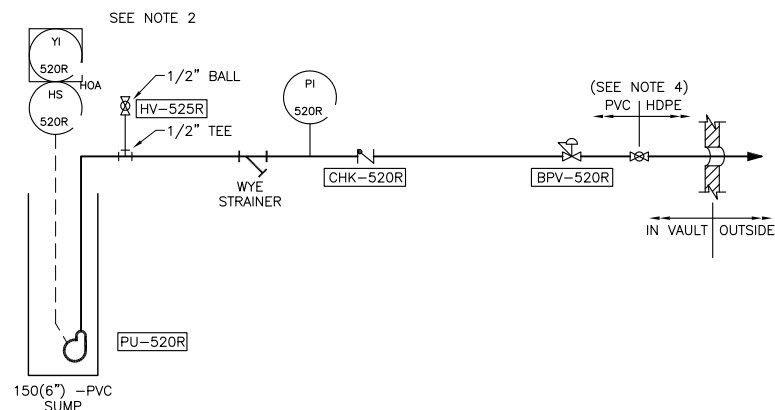 SEE NOTE 2
YI
520R
HOA
HS
520R
1/2" BALL
HV-525R
1/2" TEE
PI
520R
WYE
STRAINER
CHK-520R
(SEE NOTE 4)
PVC HDPE
BPV-520R
IN VAULT OUTSIDE
PU-520R
150(6") -PVC
SUMP